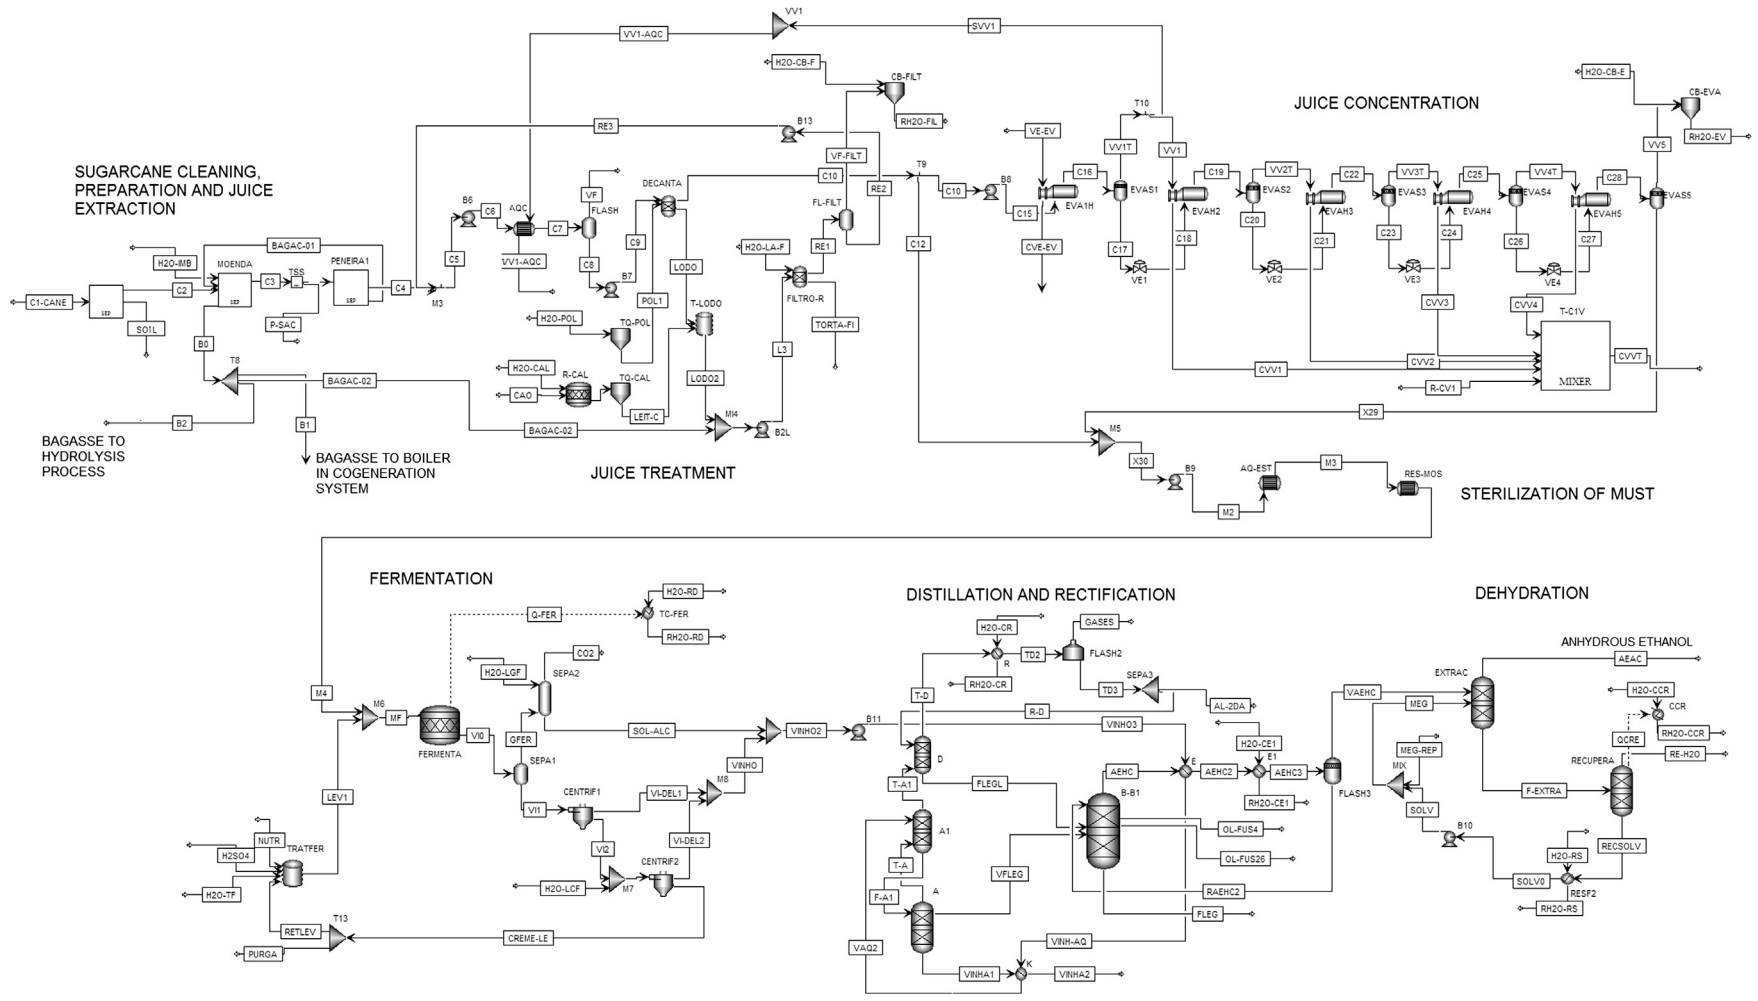 VV1
VV1-AQC
SVV1
H2O-CB-F
CB-FILT
RH2O-FIL
H2O-CB-E
CB-EVA
RH2O-EV
JUICE CONCENTRATION
T10
VE-EV
VV1T
VV1
VV5
RE3
B13
VF-FILT
RE2
SUGARCANE CLEANING,
PREPARATION AND JUICE
EXTRACTION
C10
T9
C10
B8
C15
EVA1H
C16
EVAS1
C17
VE1
C18
EVAH2
C19
EVAS2
C20
VE2
C21
VV2T
EVAH3
C22
EVAS3
C23
VE3
C24
VV3T
EVAH4
C25
EVAS4
C26
VE4
C27
VV4T
EVAH5
C28
EVAS5
CVE-EV
C12
B6
C6
AQC
C7
VF
FLASH
C8
B7
C9
DECANTA
LODO
POL1
VV1-AQC
FL-FILT
RE1
H2O-LA-F
FILTRO-R
TORTA-FI
L3
BAGAC-01
H2O-IMB
MOENDA
SEP
C3
TSS
PENEIRA1
SEP
C4
M3
C5
C1-CANE
SEP
C2
SO1L
P-SAC
B0
T8
BAGAC-02
H2O-POL
TQ-POL
T-LODO
H2O-CAL
R-CAL
TQ-CAL
CAO
LEIT-C
LODO2
BAGAC-02
MI4
B2L
B2
B1
BAGASSE TO
HYDROLYSIS
PROCESS
BAGASSE TO BOILER
IN COGENERATION
SYSTEM
JUICE TREATMENT
CVV3
CVV4
T-C1V
MIXER
CVVT
CVV2
CVV1
R-CV1
X29
M5
X30
B9
M2
AQ-EST
M3
RES-MOS
STERILIZATION OF MUST
FERMENTATION
Q-FER
H2O-RD
TC-FER
RH2O-RD
M4
M6
MF
FERMENTA
VI0
GFER
SEPA1
H2O-LGF
SEPA2
CO2
SOL-ALC
VINHO2
B11
VINHO
M8
VI1
CENTRIF1
VI-DEL1
VI2
VI-DEL2
H2O-LCF
M7
CENTRIF2
LEV1
NUTR
TRATFER
H2SO4
H2O-TF
RETLEV
T13
PURGA
CREME-LE
DISTILLATION AND RECTIFICATION
H2O-CR
R
TD2
GASES
FLASH2
RH2O-CR
TD3
SEPA3
AL-2DA
T-D
R-D
VINHO3
D
T-A1
FLEGL
A1
T-A
F-A1
A
VFLEG
VAQ2
VINHA1
K
VINHA2
VINH-AQ
AEHC
B-B1
E
AEHC2
H2O-CE1
E1
AEHC3
RH2O-CE1
FLASH3
OL-FUS4
OL-FUS26
RAEHC2
FLEG
DEHYDRATION
ANHYDROUS ETHANOL
AEAC
EXTRAC
VAEHC
MEG
MEG-REP
MIX
SOLV
B10
H2O-CCR
CCR
RH2O-CCR
QCRE
RE-H2O
RECUPERA
F-EXTRA
RECSOLV
H2O-RS
SOLV0
RESF2
RH2O-RS